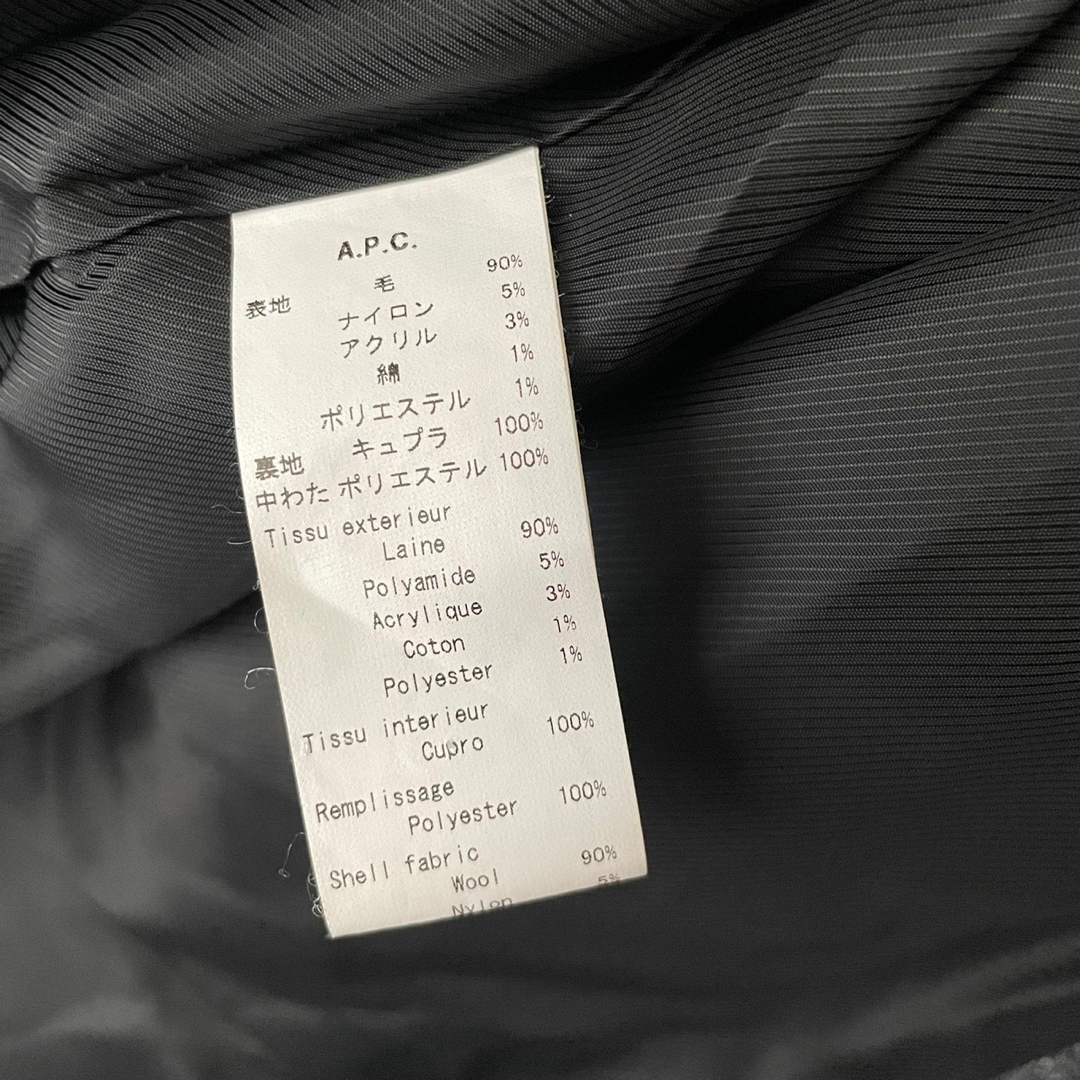 A.P.C.
表地 毛 90%
ナイロン 5%
アクリル 3%
綿 1%
ポリエステル 1%
裏地 キュプラ 100%
中わた ポリエステル 100%
Tissu exterieur
Laine 90%
Polyamide 5%
Acrylique 3%
Coton 1%
Polyester 1%
Tissu interieur
Cupro 100%
Remplissage
Polyester 100%
Shell fabric
Wool 90%
Nylon 5%